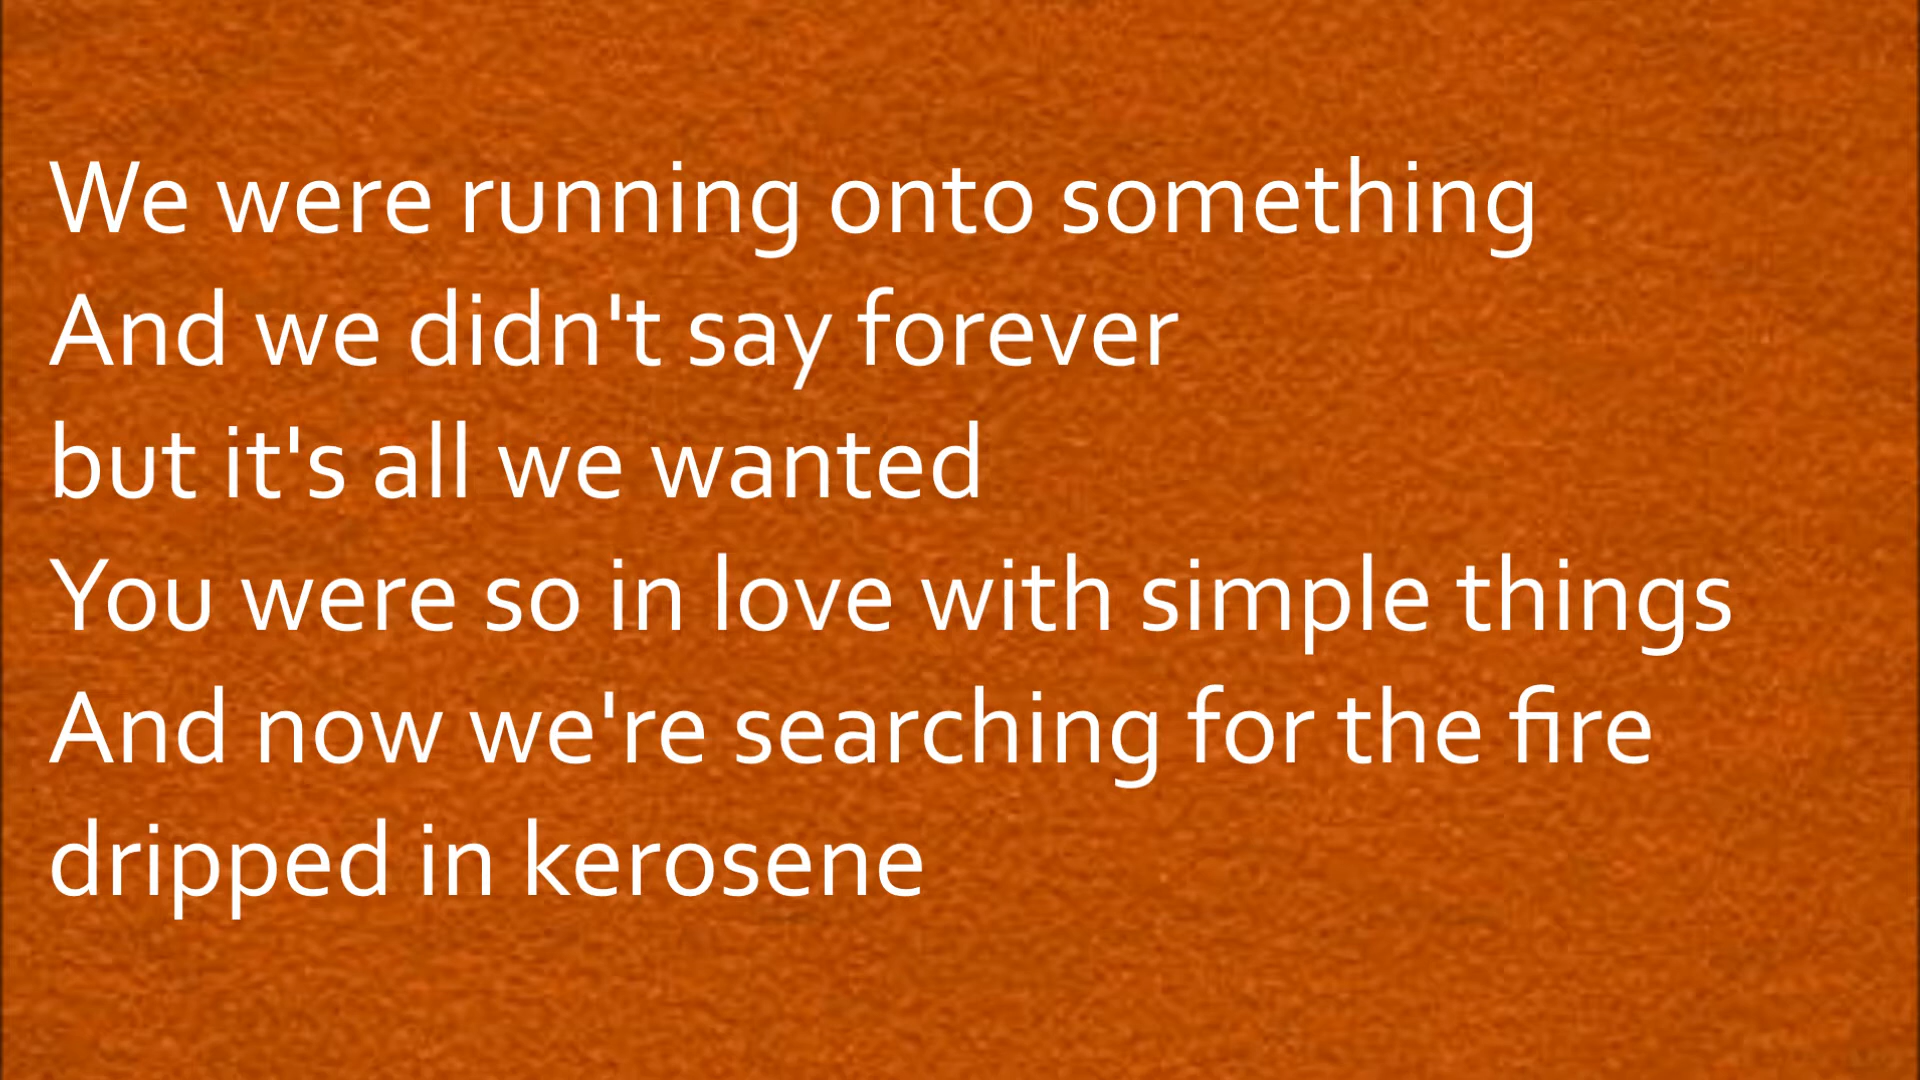 We were running onto something
And we didn't say forever
but it's all we wanted
You were so in love with simple things
And now we're searching for the fire
dripped in kerosene